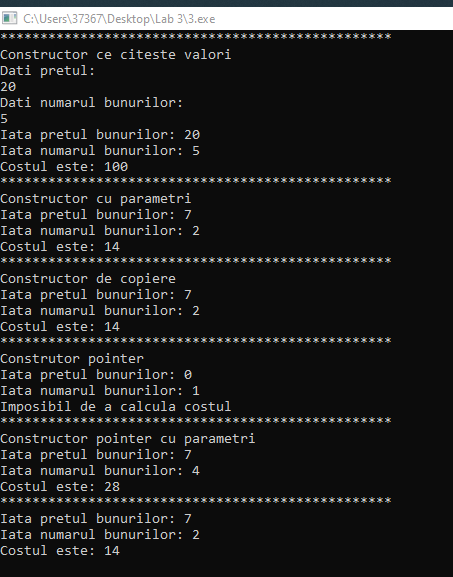 C:\Users\37367\Desktop\Lab 3\3.exe
*************************************************
Constructor ce citeste valori
Dati pretul:
20
Dati numarul bunurilor:
5
Iata pretul bunurilor: 20
Iata numarul bunurilor: 5
Costul este: 100
*************************************************
Constructor cu parametri
Iata pretul bunurilor: 7
Iata numarul bunurilor: 2
Costul este: 14
*************************************************
Constructor de copiere
Iata pretul bunurilor: 7
Iata numarul bunurilor: 2
Costul este: 14
*************************************************
Construtor pointer
Iata pretul bunurilor: 0
Iata numarul bunurilor: 1
Imposibil de a calcula costul
*************************************************
Constructor pointer cu parametri
Iata pretul bunurilor: 7
Iata numarul bunurilor: 4
Costul este: 28
*************************************************
Iata pretul bunurilor: 7
Iata numarul bunurilor: 2
Costul este: 14